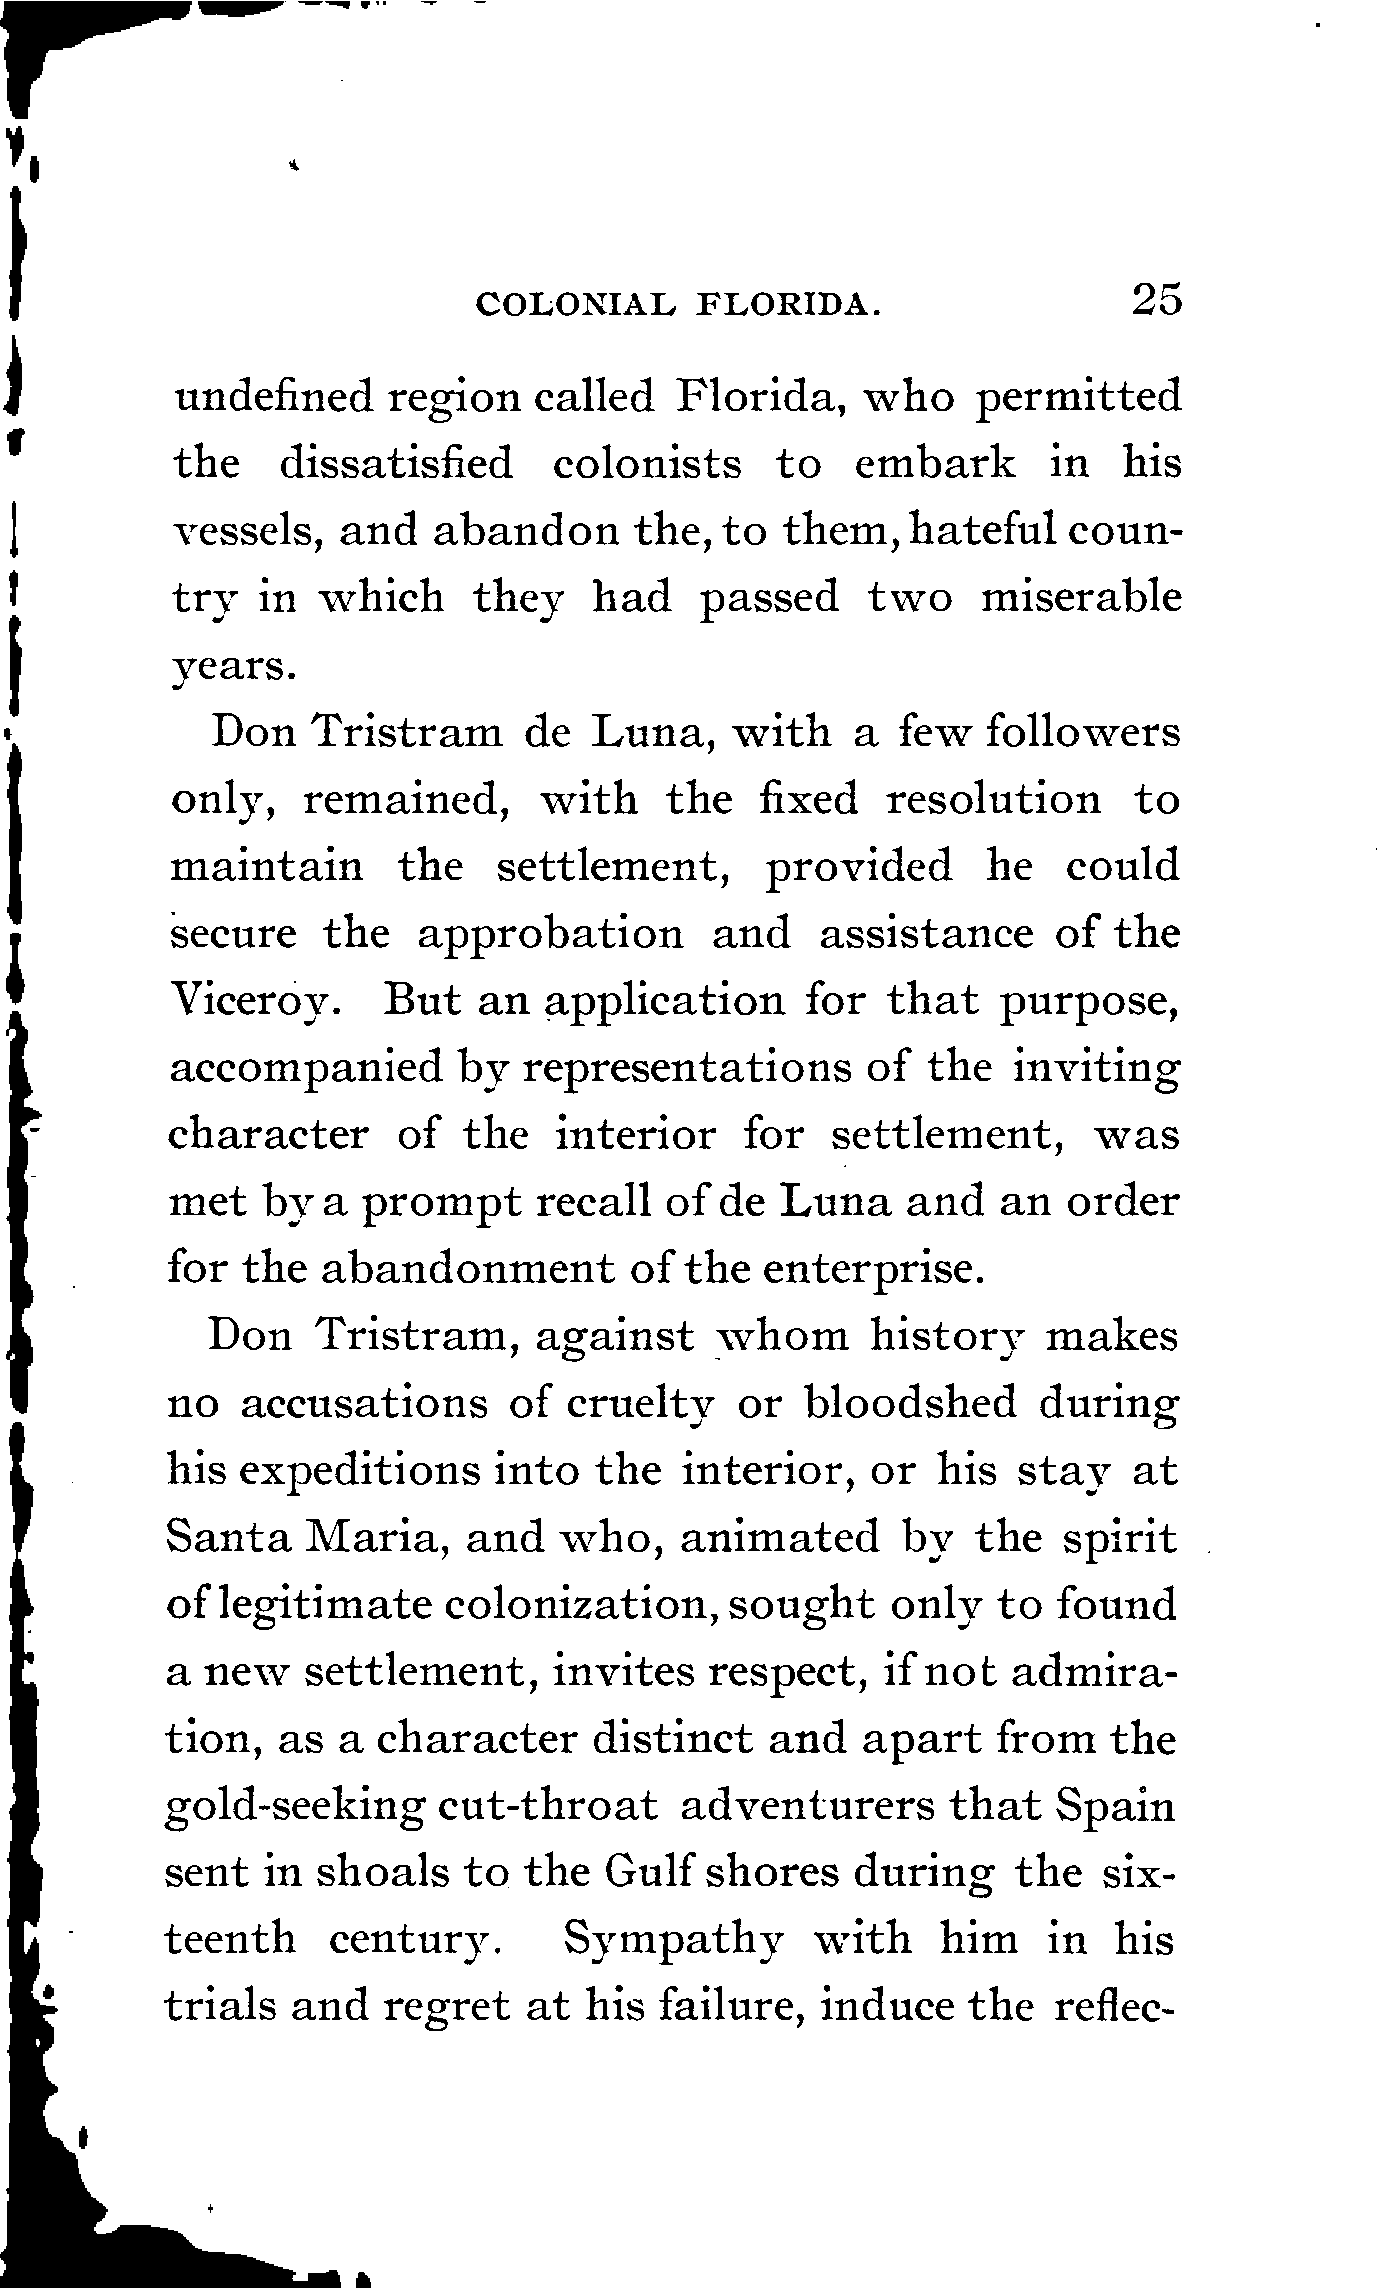 COLONIAL FLORIDA. 25
undefined region called Florida, who permitted
the dissatisfied colonists to embark in his
vessels, and abandon the, to them, hateful coun-
try in which they had passed two miserable
years.
Don Tristram de Luna, with a few followers
only, remained, with the fixed resolution to
maintain the settlement, provided he could
secure the approbation and assistance of the
Viceroy. But an application for that purpose,
accompanied by representations of the inviting
character of the interior for settlement, was
met by a prompt recall of de Luna and an order
for the abandonment of the enterprise.
Don Tristram, against whom history makes
no accusations of cruelty or bloodshed during
his expeditions into the interior, or his stay at
Santa Maria, and who, animated by the spirit
of legitimate colonization, sought only to found
a new settlement, invites respect, if not admira-
tion, as a character distinct and apart from the
gold-seeking cut-throat adventurers that Spain
sent in shoals to the Gulf shores during the six-
teenth century. Sympathy with him in his
trials and regret at his failure, induce the reflec-